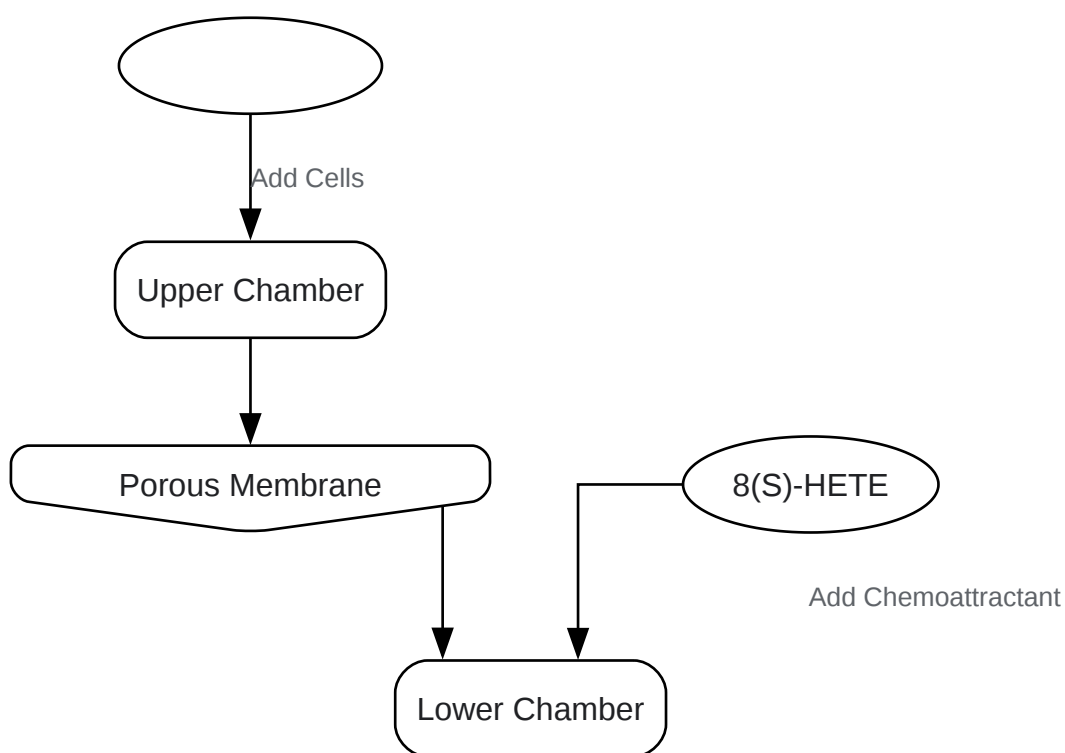 Add Cells
Upper Chamber
Porous Membrane
8(S)-HETE
Add Chemoattractant
Lower Chamber